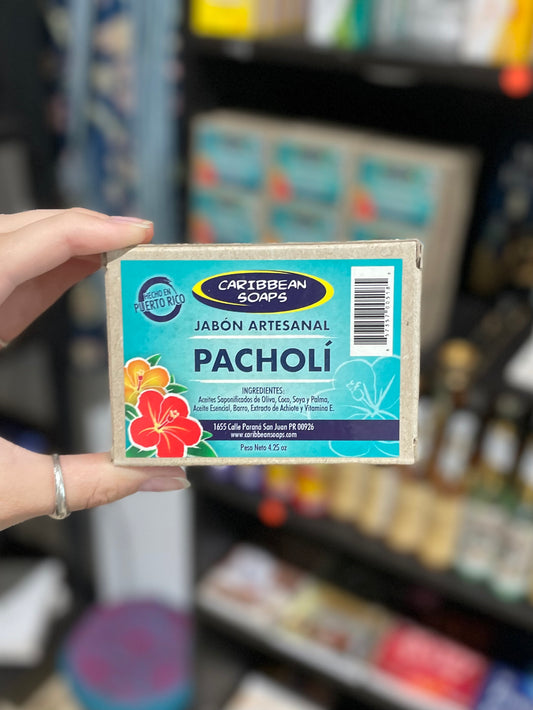 HECHO EN
PUERTO RICO
CARIBBEAN
SOAPS
JABÓN ARTESANAL
PACHOLÍ
INGREDIENTES:
Aceites Saponificados de Oliva, Coco, Soya y Palma,
Aceite Esencial, Barro, Extracto de Achiote y Vitamina E.
1655 Calle Paraná San Juan PR 00926
www.caribbeansoaps.com
Peso Neto 4.25 oz